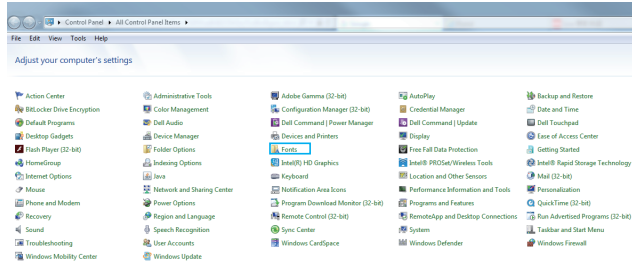 Control Panel ▸ All Control Panel Items ▸
File Edit View Tools Help
Adjust your computer's settings
Action Center Administrative Tools Adobe Gamma (32-bit) AutoPlay Backup and Restore
BitLocker Drive Encryption Color Management Configuration Manager (32-bit) Credential Manager Date and Time
Default Programs Dell Audio Dell Command | Power Manager Dell Command | Update Dell Touchpad
Desktop Gadgets Device Manager Devices and Printers Display Ease of Access Center
Flash Player (32-bit) Folder Options Fonts Free Fall Data Protection Getting Started
HomeGroup Indexing Options Intel(R) HD Graphics Intel® PROSet/Wireless Tools Intel® Rapid Storage Technology
Internet Options Java Keyboard Location and Other Sensors Mail (32-bit)
Mouse Network and Sharing Center Notification Area Icons Performance Information and Tools Personalization
Phone and Modem Power Options Program Download Monitor (32-bit) Programs and Features QuickTime (32-bit)
Recovery Region and Language Remote Control (32-bit) RemoteApp and Desktop Connections Run Advertised Programs (32-bit)
Sound Speech Recognition Sync Center System Taskbar and Start Menu
Troubleshooting User Accounts Windows CardSpace Windows Defender Windows Firewall
Windows Mobility Center Windows Update